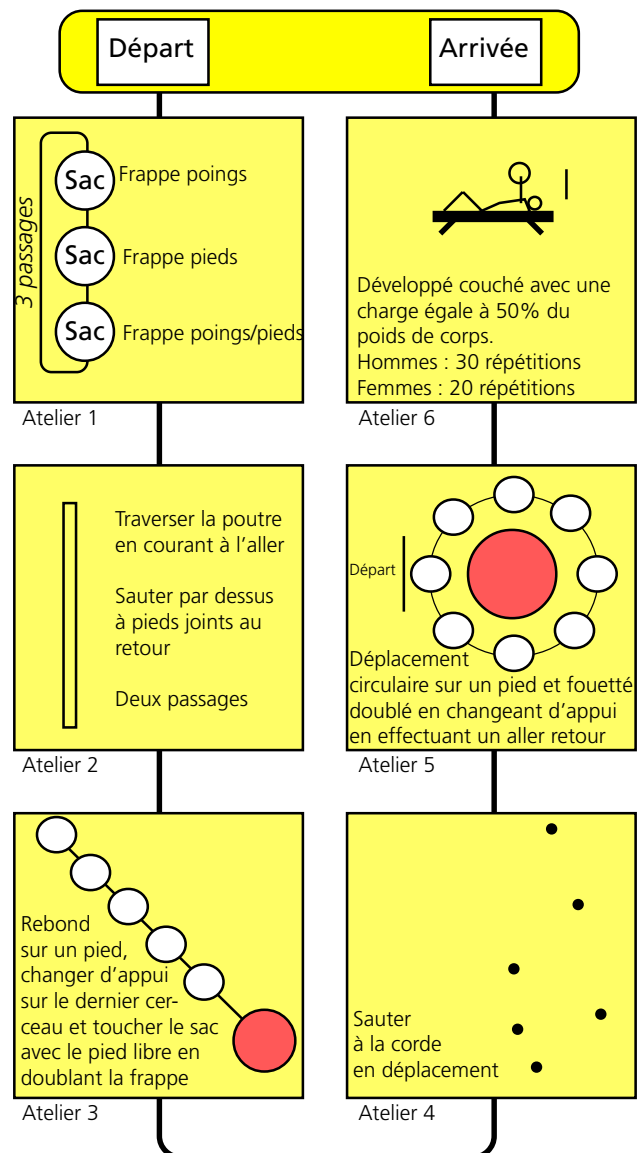 Départ
Arrivée
3 passages
Sac
Frappe poings
Sac
Frappe pieds
Sac
Frappe poings/pieds
Atelier 1
Développé couché avec une
charge égale à 50% du
poids de corps.
Hommes : 30 répétitions
Femmes : 20 répétitions
Atelier 6
Traverser la poutre
en courant à l'aller
Sauter par dessus
à pieds joints au
retour
Deux passages
Atelier 2
Départ
Déplacement
circulaire sur un pied et fouetté
doublé en changeant d'appui
en effectuant un aller retour
Atelier 5
Rebond
sur un pied,
changer d'appui
sur le dernier cer-
ceau et toucher le sac
avec le pied libre en
doublant la frappe
Atelier 3
Sauter
à la corde
en déplacement
Atelier 4